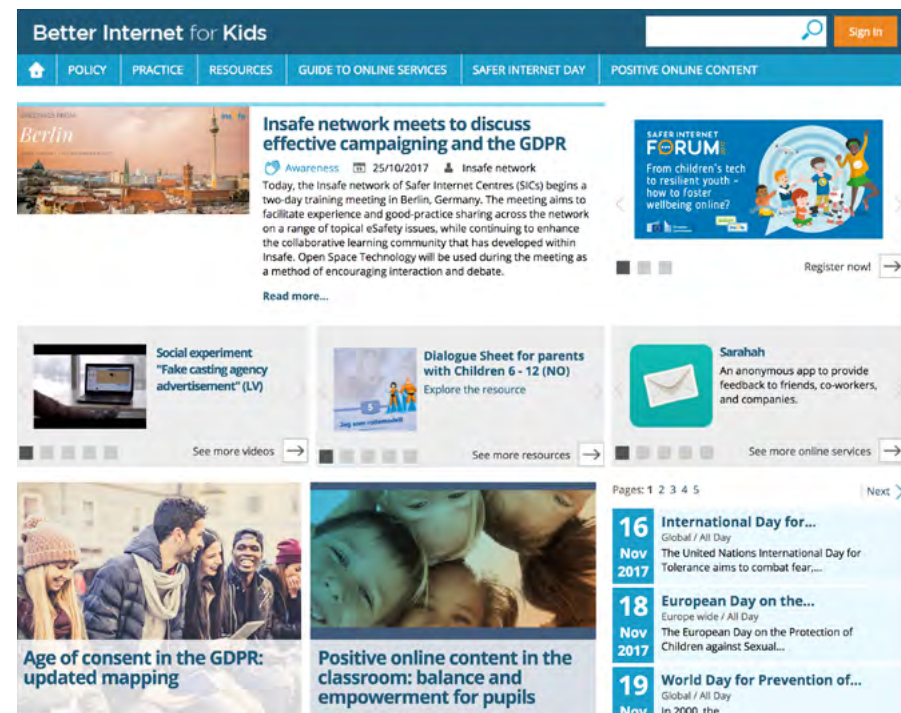 Better Internet for Kids
Sign In
POLICY
PRACTICE
RESOURCES
GUIDE TO ONLINE SERVICES
SAFER INTERNET DAY
POSITIVE ONLINE CONTENT
GREETINGS FROM
Berlin
Insafe network meets to discuss
effective campaigning and the GDPR
Awareness 25/10/2017 Insafe network
Today, the Insafe network of Safer Internet Centres (SICs) begins a
two-day training meeting in Berlin, Germany. The meeting aims to
facilitate experience and good-practice sharing across the network
on a range of topical eSafety issues, while continuing to enhance
the collaborative learning community that has developed within
Insafe. Open Space Technology will be used during the meeting as
a method of encouraging interaction and debate.
Read more...
SAFER INTERNET
FORUM
From children's tech
to resilient youth –
how to foster
wellbeing online?
Register now!
Social experiment
"Fake casting agency
advertisement" (LV)
See more videos
Dialogue Sheet for parents
with Children 6 - 12 (NO)
Explore the resource
5
Jeg som rollemodell
See more resources
Sarahah
An anonymous app to provide
feedback to friends, co-workers,
and companies.
See more online services
Age of consent in the GDPR:
updated mapping
Positive online content in the
classroom: balance and
empowerment for pupils
Pages: 1 2 3 4 5
Next
16
Nov
2017
International Day for...
Global / All Day
The United Nations International Day for
Tolerance aims to combat fear,...
18
Nov
2017
European Day on the...
Europe wide / All Day
The European Day on the Protection of
Children against Sexual...
19
Nov
World Day for Prevention of...
Global / All Day
In 2000, the